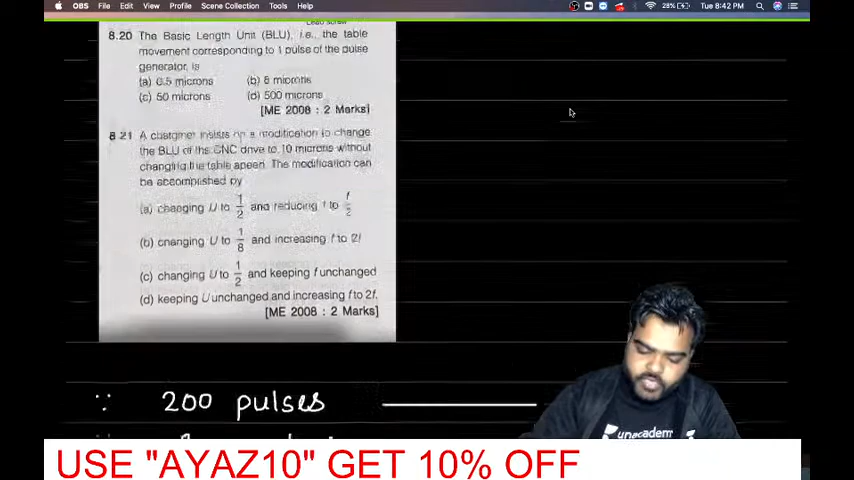 OBS File Edit View Profile Scene Collection Tools Help
28% Tue 8:42 PM
Lead screw
8.20 The Basic Length Unit (BLU), i.e., the table
movement corresponding to 1 pulse of the pulse
generator, is
(a) 0.5 microns (b) 5 microns
(c) 50 microns (d) 500 microns
[ME 2008 : 2 Marks]
8.21 A customer insists on a modification to change
the BLU of the CNC drive to 10 microns without
changing the table speed. The modification can
be accomplished by
(a) changing U to 1/2 and reducing f to f/2
(b) changing U to 1/8 and increasing f to 2f
(c) changing U to 1/2 and keeping f unchanged
(d) keeping U unchanged and increasing f to 2f.
[ME 2008 : 2 Marks]
∵ 200 pulses
unacadem
USE "AYAZ10" GET 10% OFF